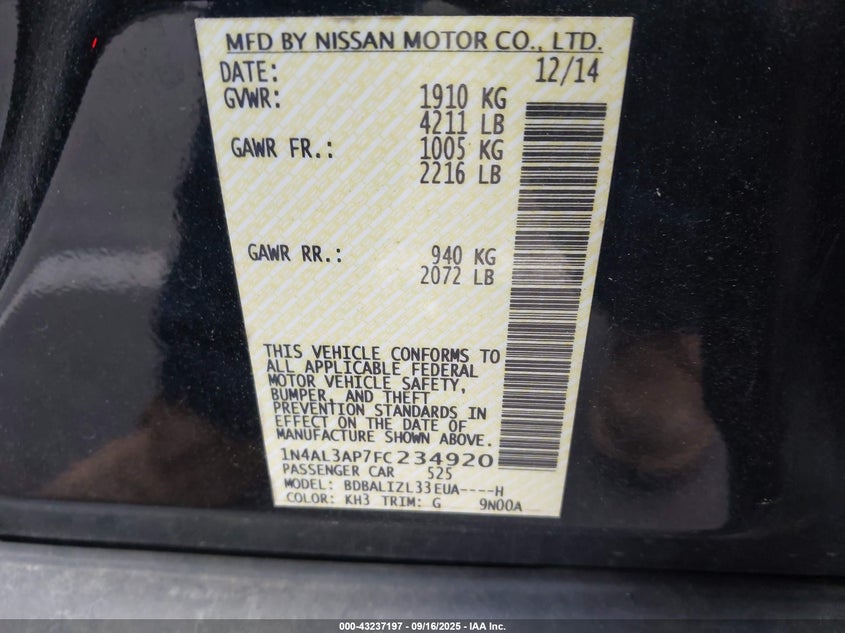 MFD BY NISSAN MOTOR CO., LTD.
DATE: 12/14
GVWR: 1910 KG
4211 LB
GAWR FR.: 1005 KG
2216 LB
GAWR RR.: 940 KG
2072 LB
THIS VEHICLE CONFORMS TO
ALL APPLICABLE FEDERAL
MOTOR VEHICLE SAFETY,
BUMPER, AND THEFT
PREVENTION STANDARDS IN
EFFECT ON THE DATE OF
MANUFACTURE SHOWN ABOVE.
1N4AL3AP7FC234920
PASSENGER CAR 525
MODEL: BDBALIZL33EUA----H
COLOR: KH3 TRIM: G 9N00A
000-43237197 - 09/16/2025 - IAA Inc.